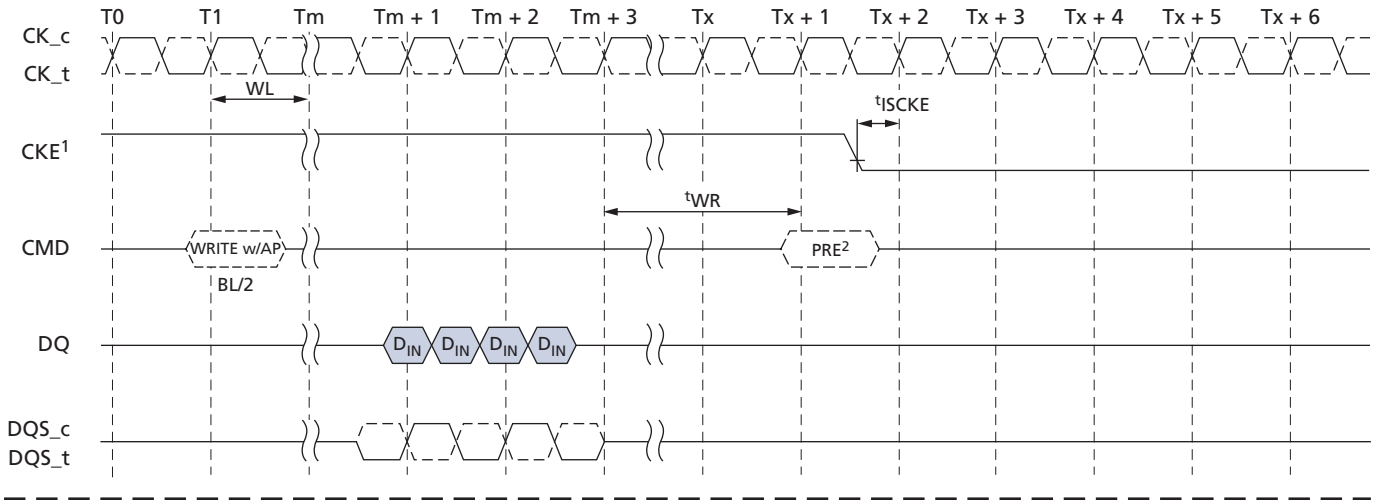 T0 T1 Tm Tm + 1 Tm + 2 Tm + 3 Tx Tx + 1 Tx + 2 Tx + 3 Tx + 4 Tx + 5 Tx + 6
CK_c
CK_t
WL
tISCKE
CKE1
tWR
CMD WRITE w/AP PRE2
BL/2
DQ DIN DIN DIN DIN
DQS_c
DQS_t